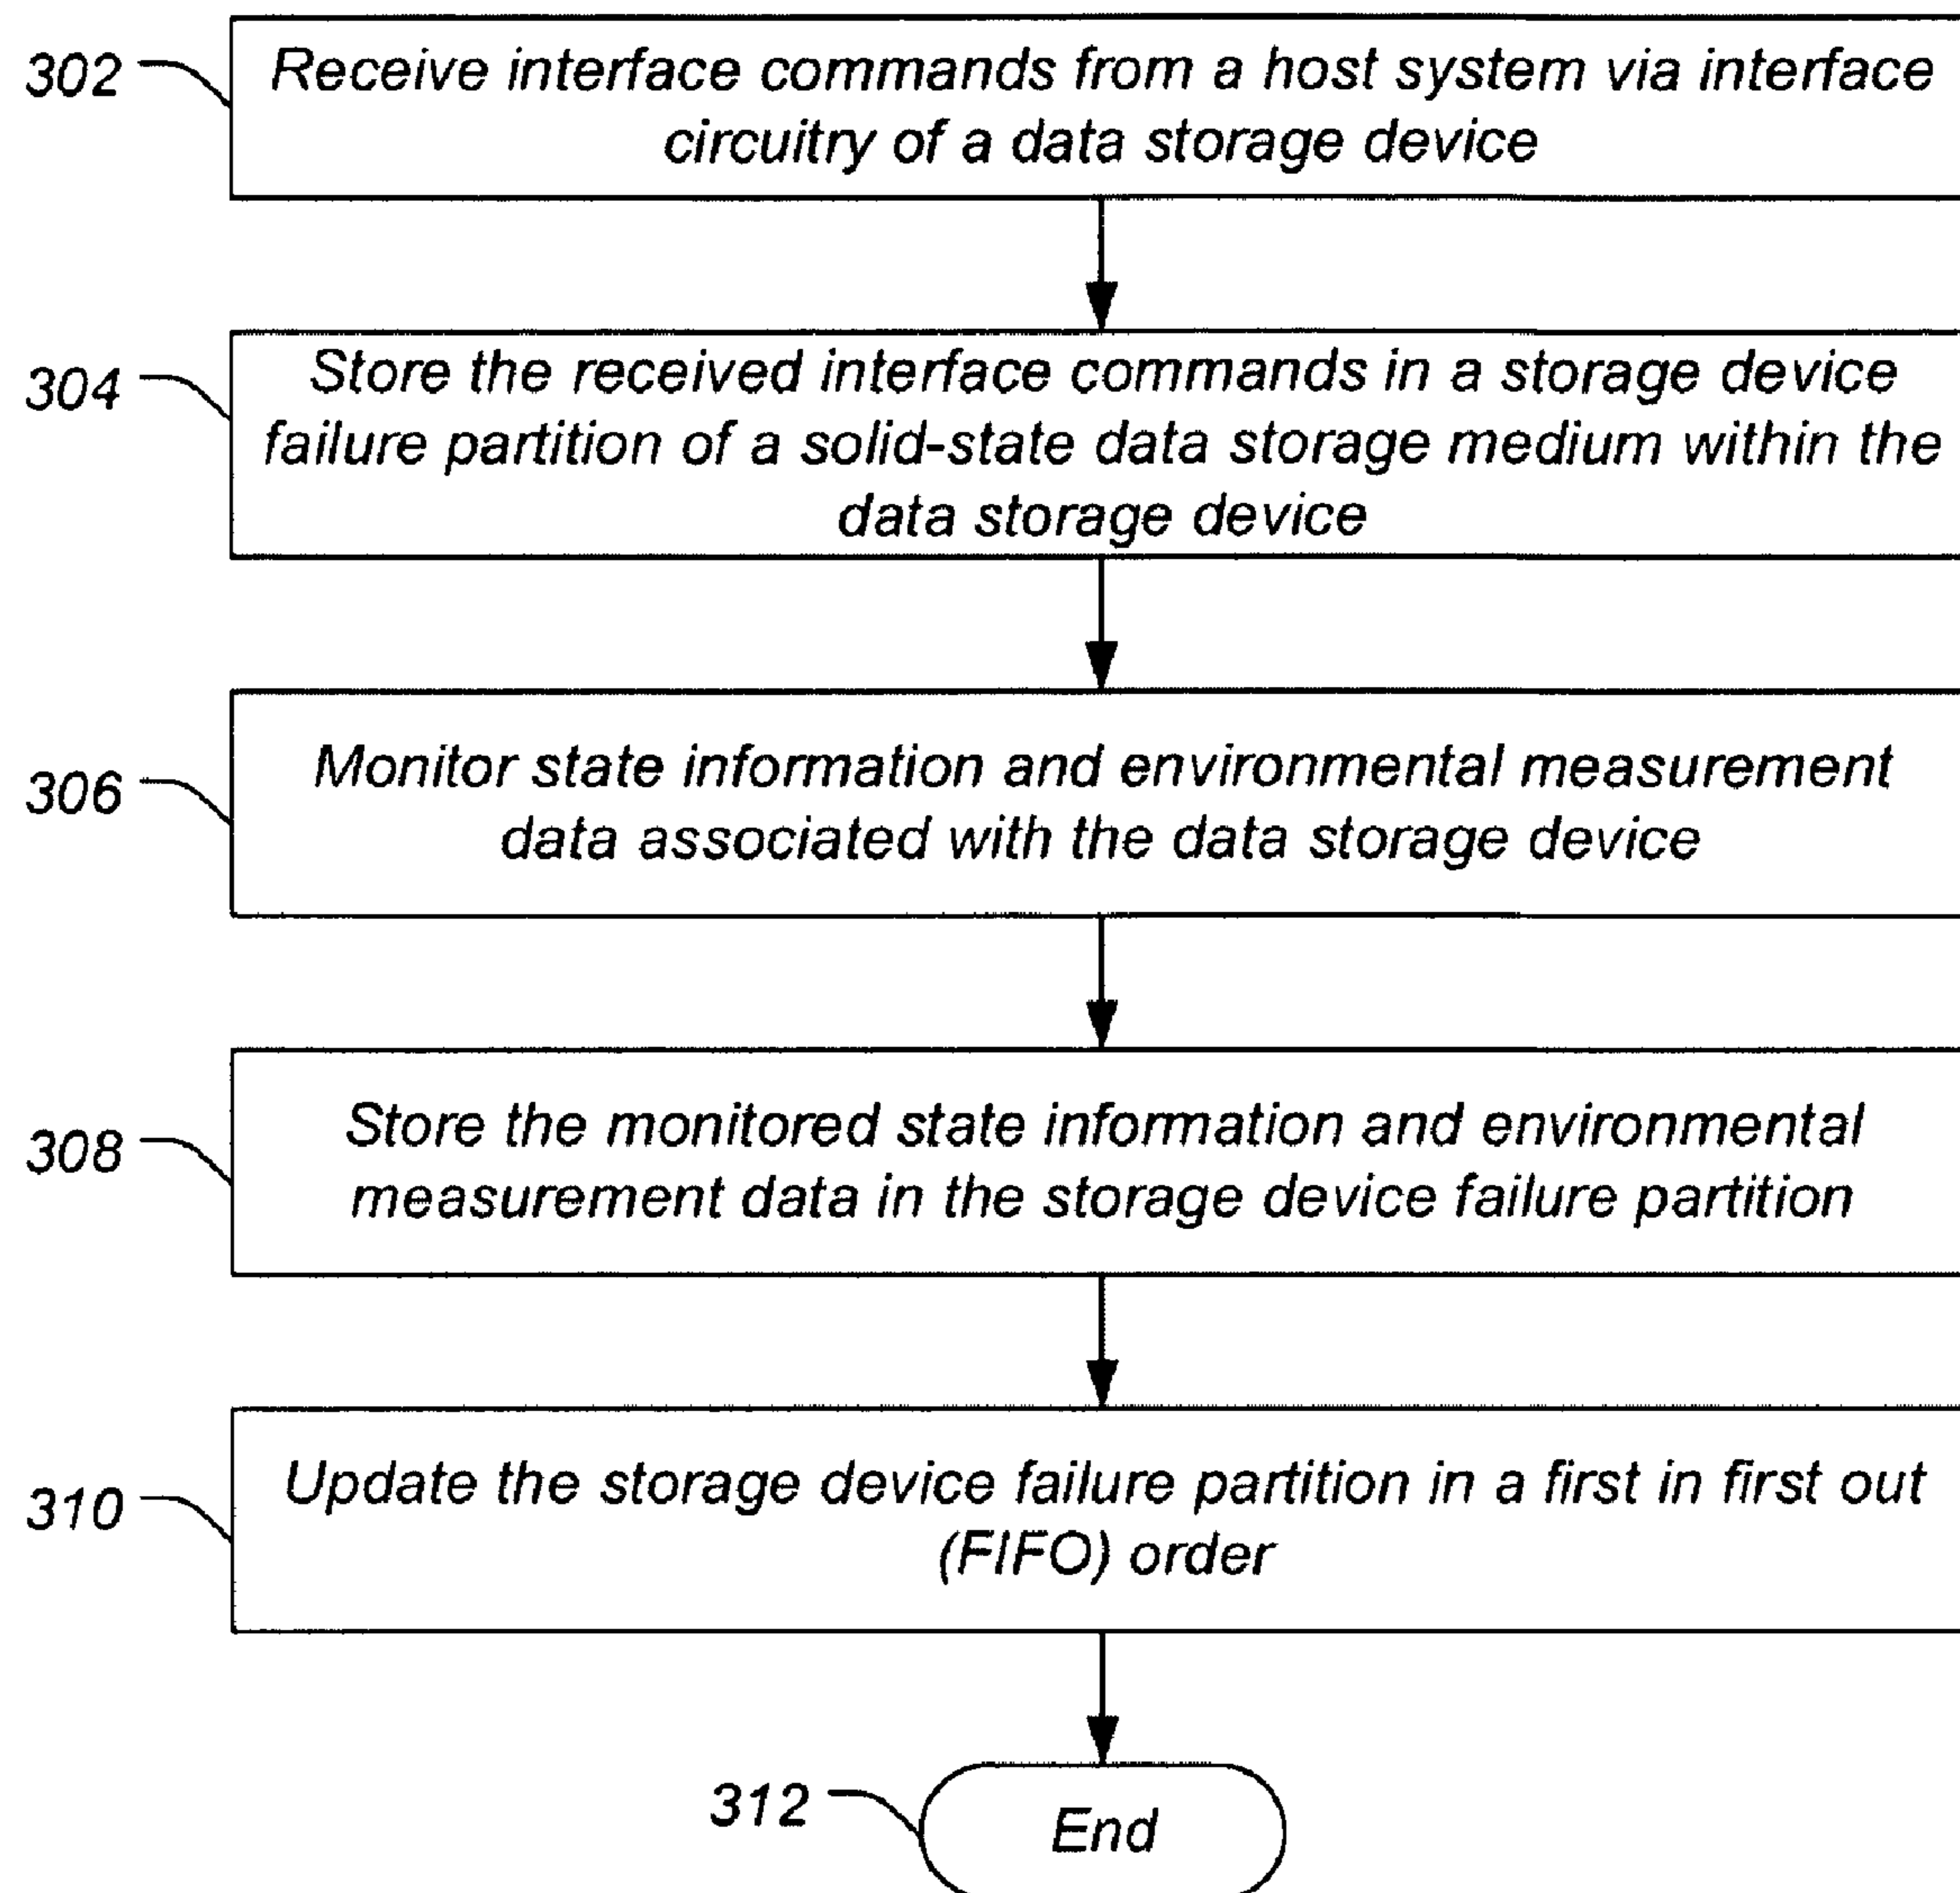 302
Receive interface commands from a host system via interface
circuitry of a data storage device
304
Store the received interface commands in a storage device
failure partition of a solid-state data storage medium within the
data storage device
306
Monitor state information and environmental measurement
data associated with the data storage device
308
Store the monitored state information and environmental
measurement data in the storage device failure partition
310
Update the storage device failure partition in a first in first out
(FIFO) order
312
End